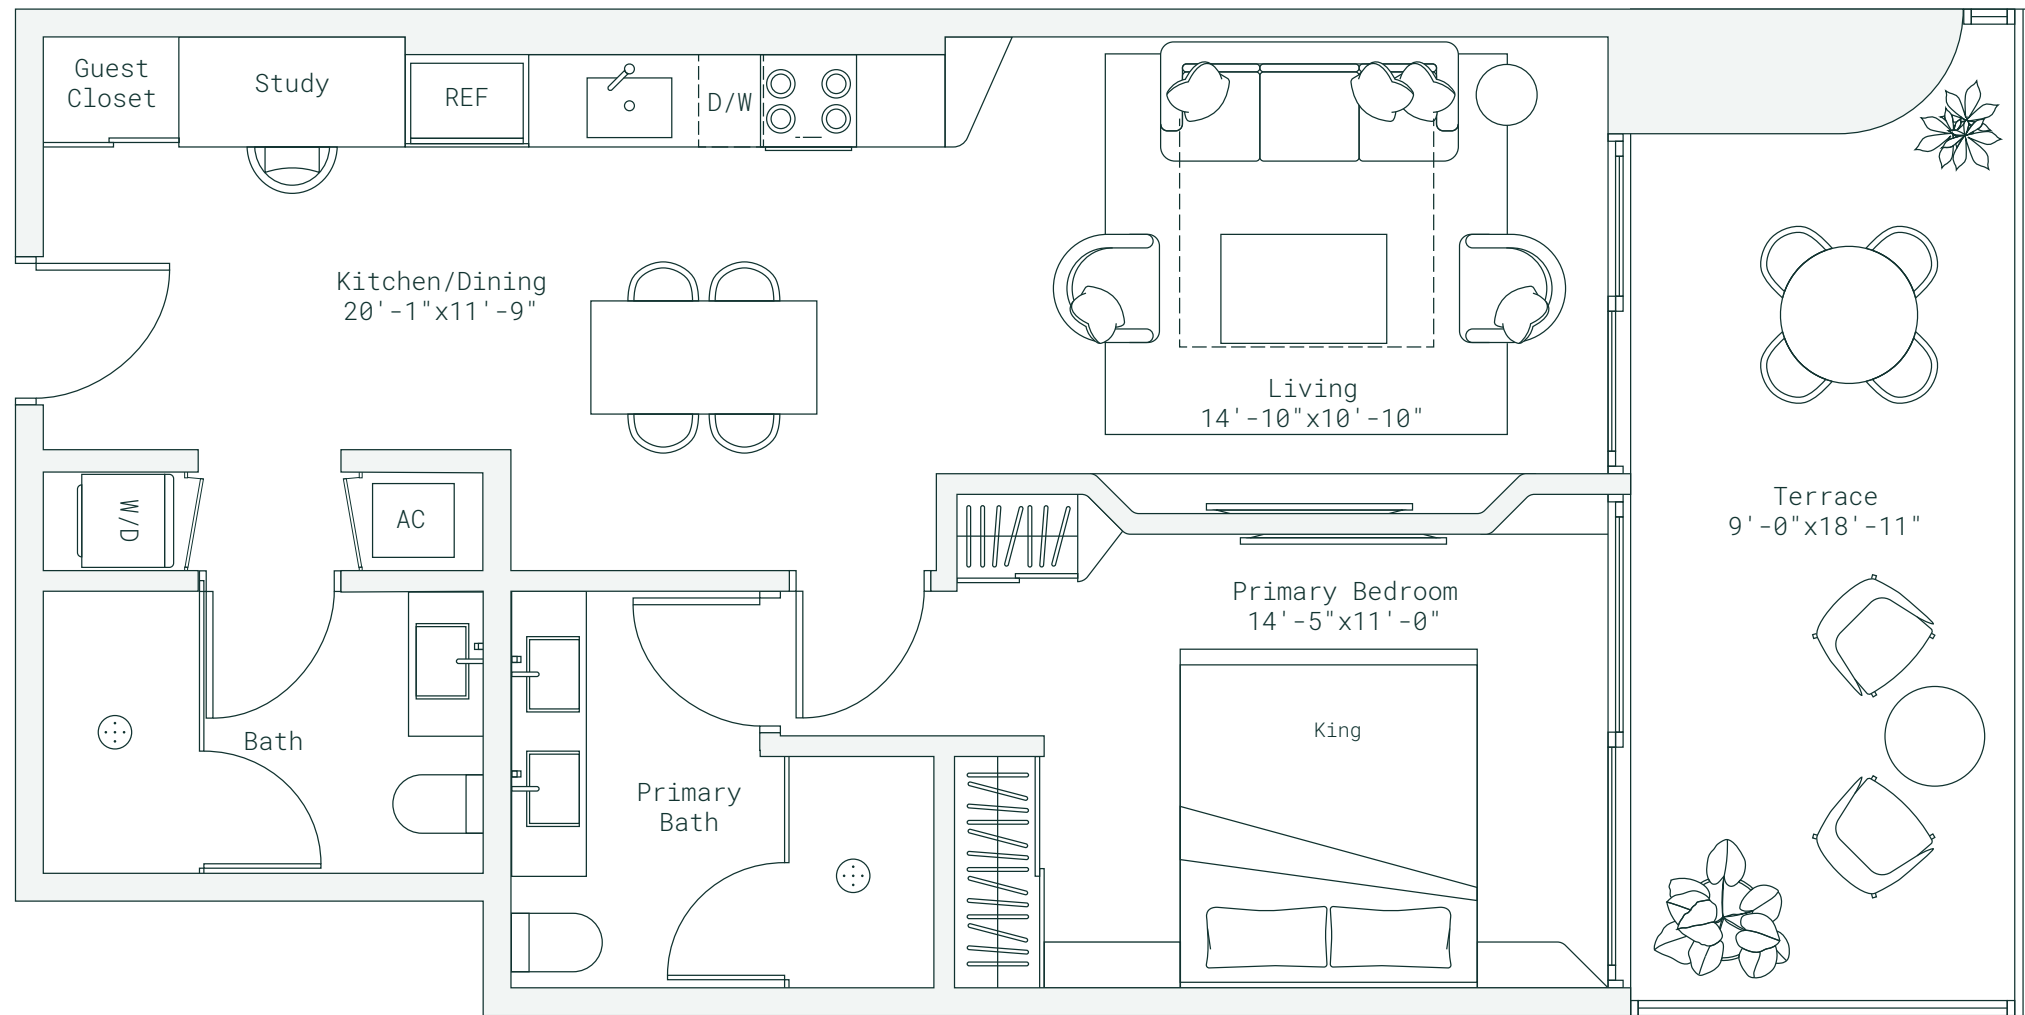 Guest
Closet
Study
REF
D/W
Kitchen/Dining
20'-1"x11'-9"
Living
14'-10"x10'-10"
Terrace
9'-0"x18'-11"
W/D
AC
Primary Bedroom
14'-5"x11'-0"
King
Bath
Primary
Bath